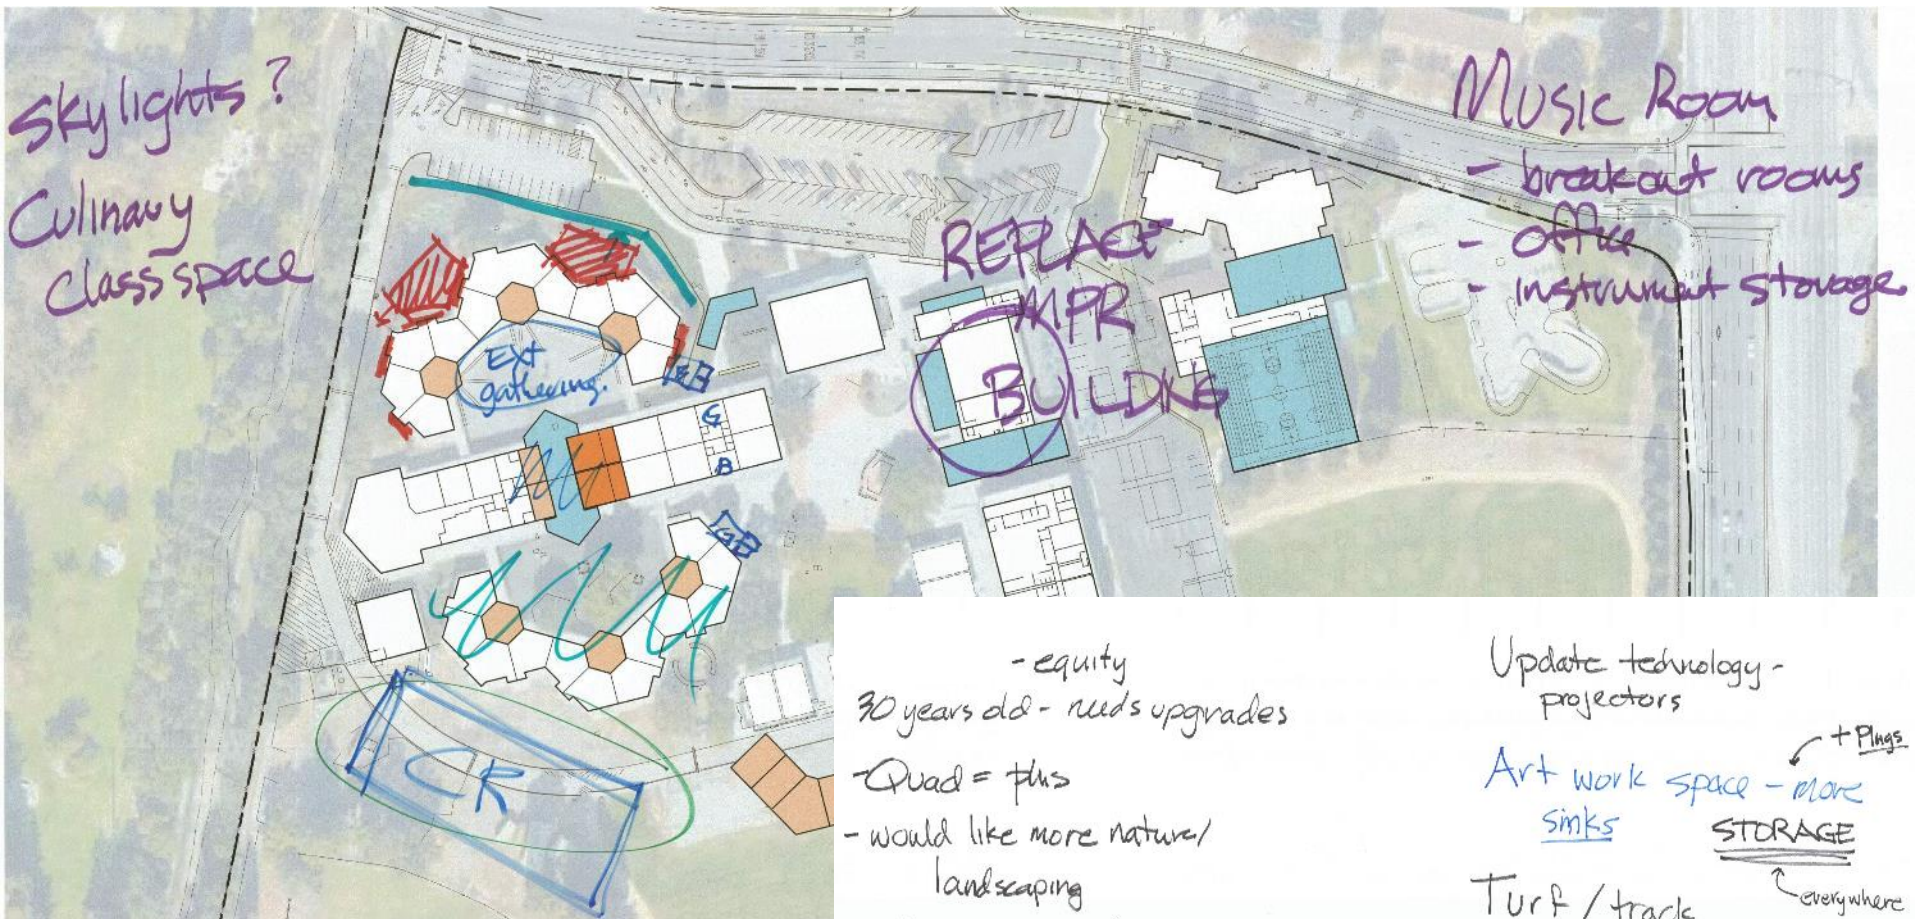 Skylights?
Culinary
Class space
REPLACE
MPR
BUILDING
Music Room
- breakout rooms
- office
- instrument storage
Ext
gathering.
G
B
GB
CR
- equity
30 years old - needs upgrades
- Quad = plus
- would like more nature/
landscaping
Update technology -
projectors
+ Plugs
Art work space - more
sinks
STORAGE
everywhere
Turf / track